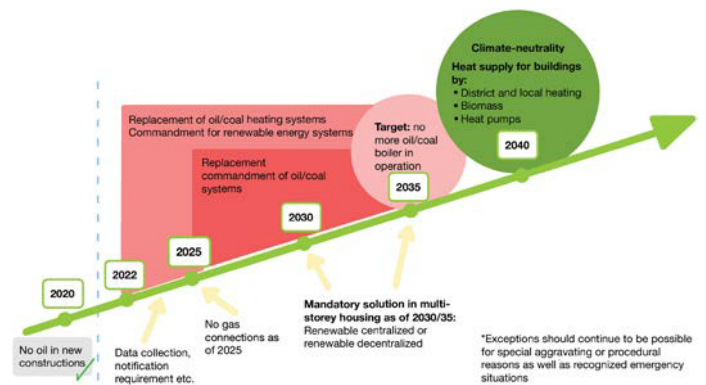 Climate-neutrality
Heat supply for buildings
by:
▪ District and local heating
▪ Biomass
▪ Heat pumps
2040
Replacement of oil/coal heating systems
Commandment for renewable energy systems
Target: no
more oil/coal
boiler in
operation
2035
Replacement
commandment of oil/coal
systems
2030
2025
2022
2020
No oil in new
constructions
Data collection,
notification
requirement etc.
No gas
connections as
of 2025
Mandatory solution in multi-
storey housing as of 2030/35:
Renewable centralized or
renewable decentralized
*Exceptions should continue to be possible
for special aggravating or procedural
reasons as well as recognized emergency
situations